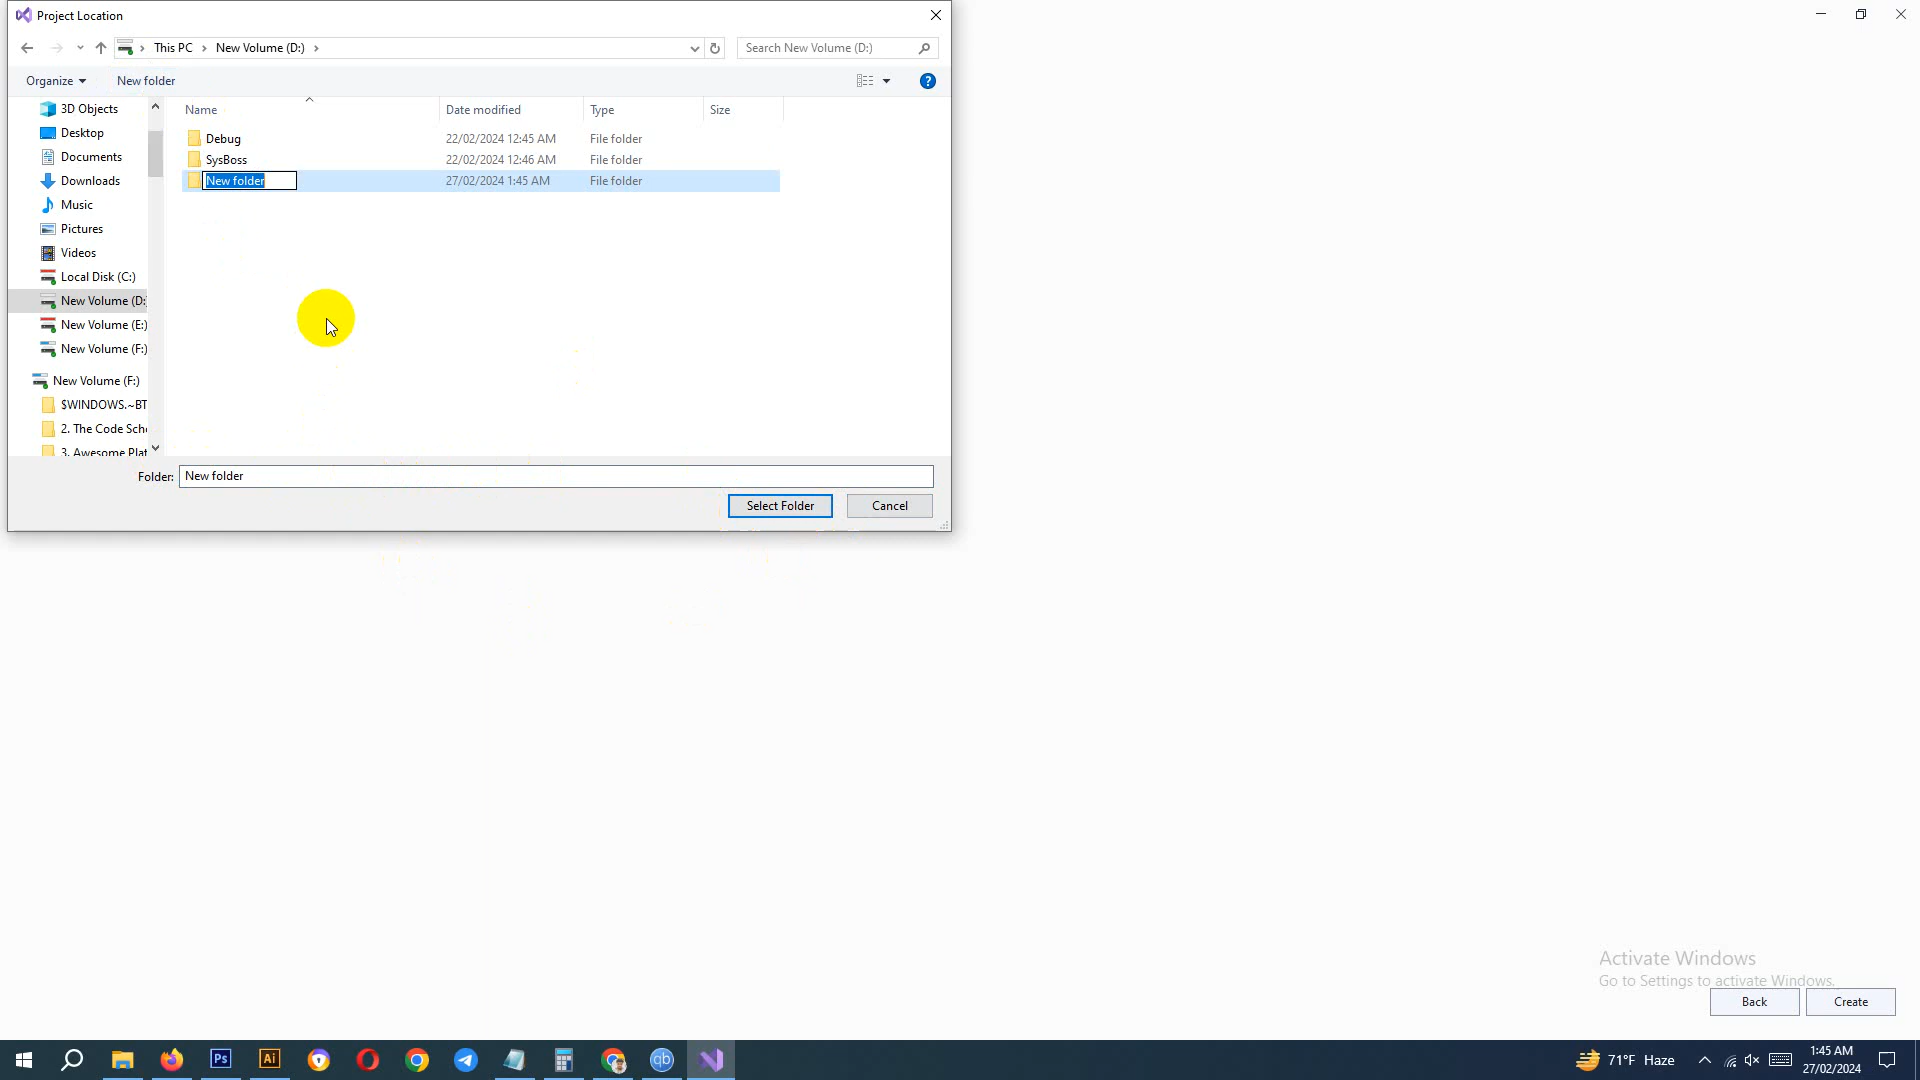 Project Location
This PC > New Volume (D:) >
Search New Volume (D:)
Organize
New folder
Name
Date modified
Type
Size
3D Objects
Desktop
Documents
Downloads
Music
Pictures
Videos
Local Disk (C:)
New Volume (D:
New Volume (E:)
New Volume (F:)
New Volume (F:)
$WINDOWS.~BT
2. The Code Sch
3. Awesome Plat
Debug 22/02/2024 12:45 AM File folder
SysBoss 22/02/2024 12:46 AM File folder
New folder 27/02/2024 1:45 AM File folder
Folder: New folder
Select Folder
Cancel
Activate Windows
Go to Settings to activate Windows.
Back
Create
Ps
Ai
qb
71°F Haze
1:45 AM
27/02/2024